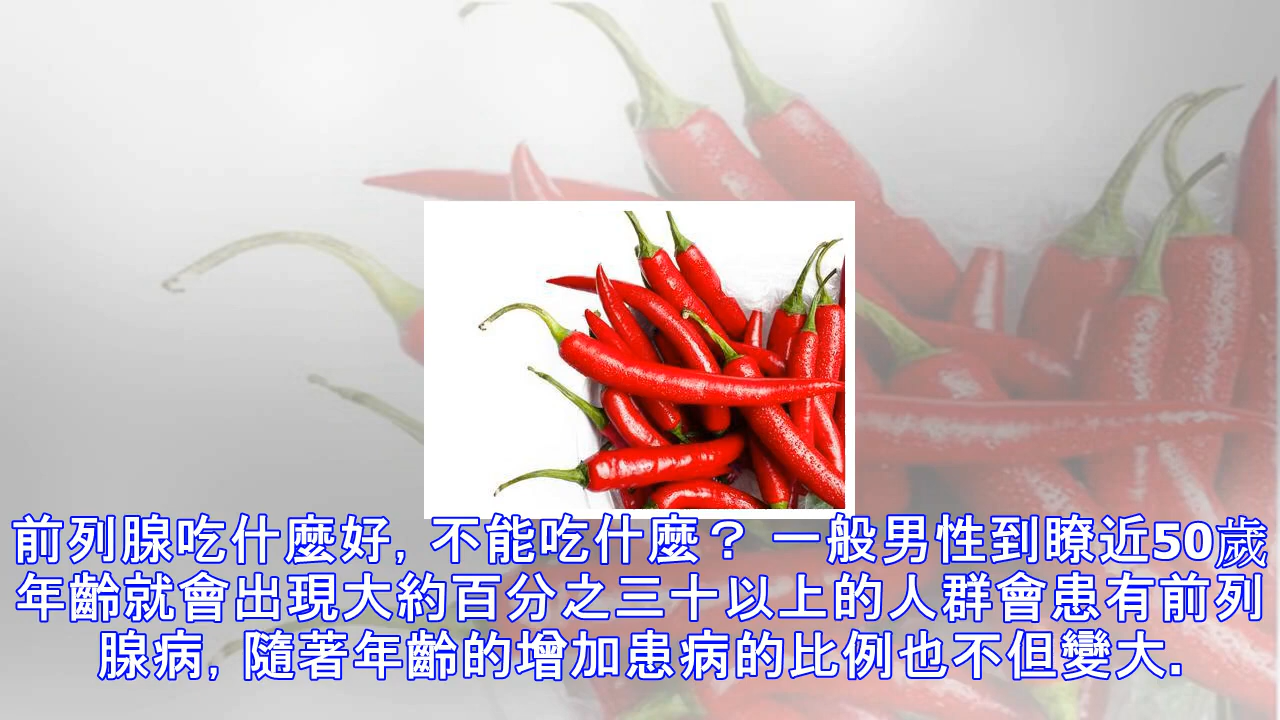 前列腺吃什麼好, 不能吃什麼？ 一般男性到瞭近50歲
年齡就會出現大約百分之三十以上的人群會患有前列
腺病, 隨著年齡的增加患病的比例也不但變大.